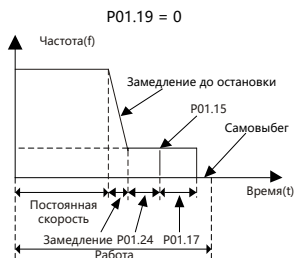 P01.19 = 0
Частота(f)
Замедление до остановки
P01.15
Самовыбег
Время(t)
Постоянная
скорость
Замедление P01.24 P01.17
Работа